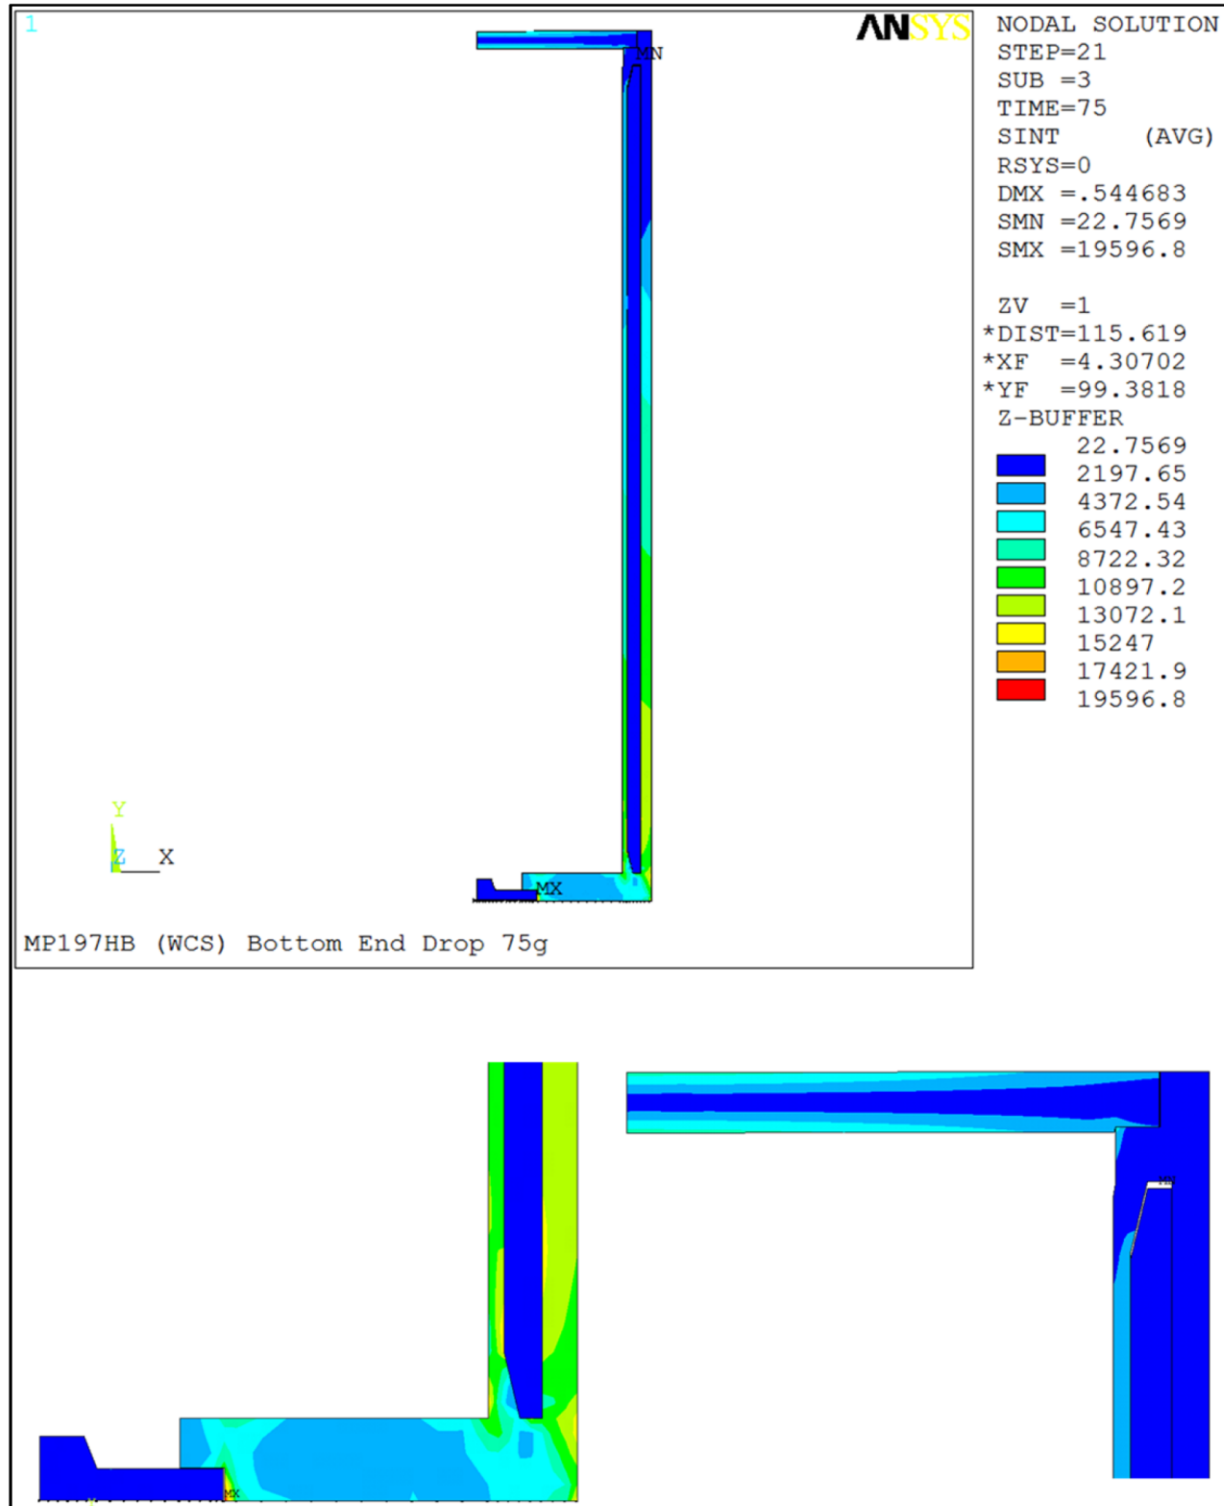 1
ANSYS
NODAL SOLUTION
STEP=21
SUB =3
TIME=75
SINT (AVG)
RSYS=0
DMX =.544683
SMN =22.7569
SMX =19596.8
ZV =1
*DIST=115.619
*XF =4.30702
*YF =99.3818
Z-BUFFER
22.7569
2197.65
4372.54
6547.43
8722.32
10897.2
13072.1
15247
17421.9
19596.8
MN
Y
Z X
MX
MP197HB (WCS) Bottom End Drop 75g
MX